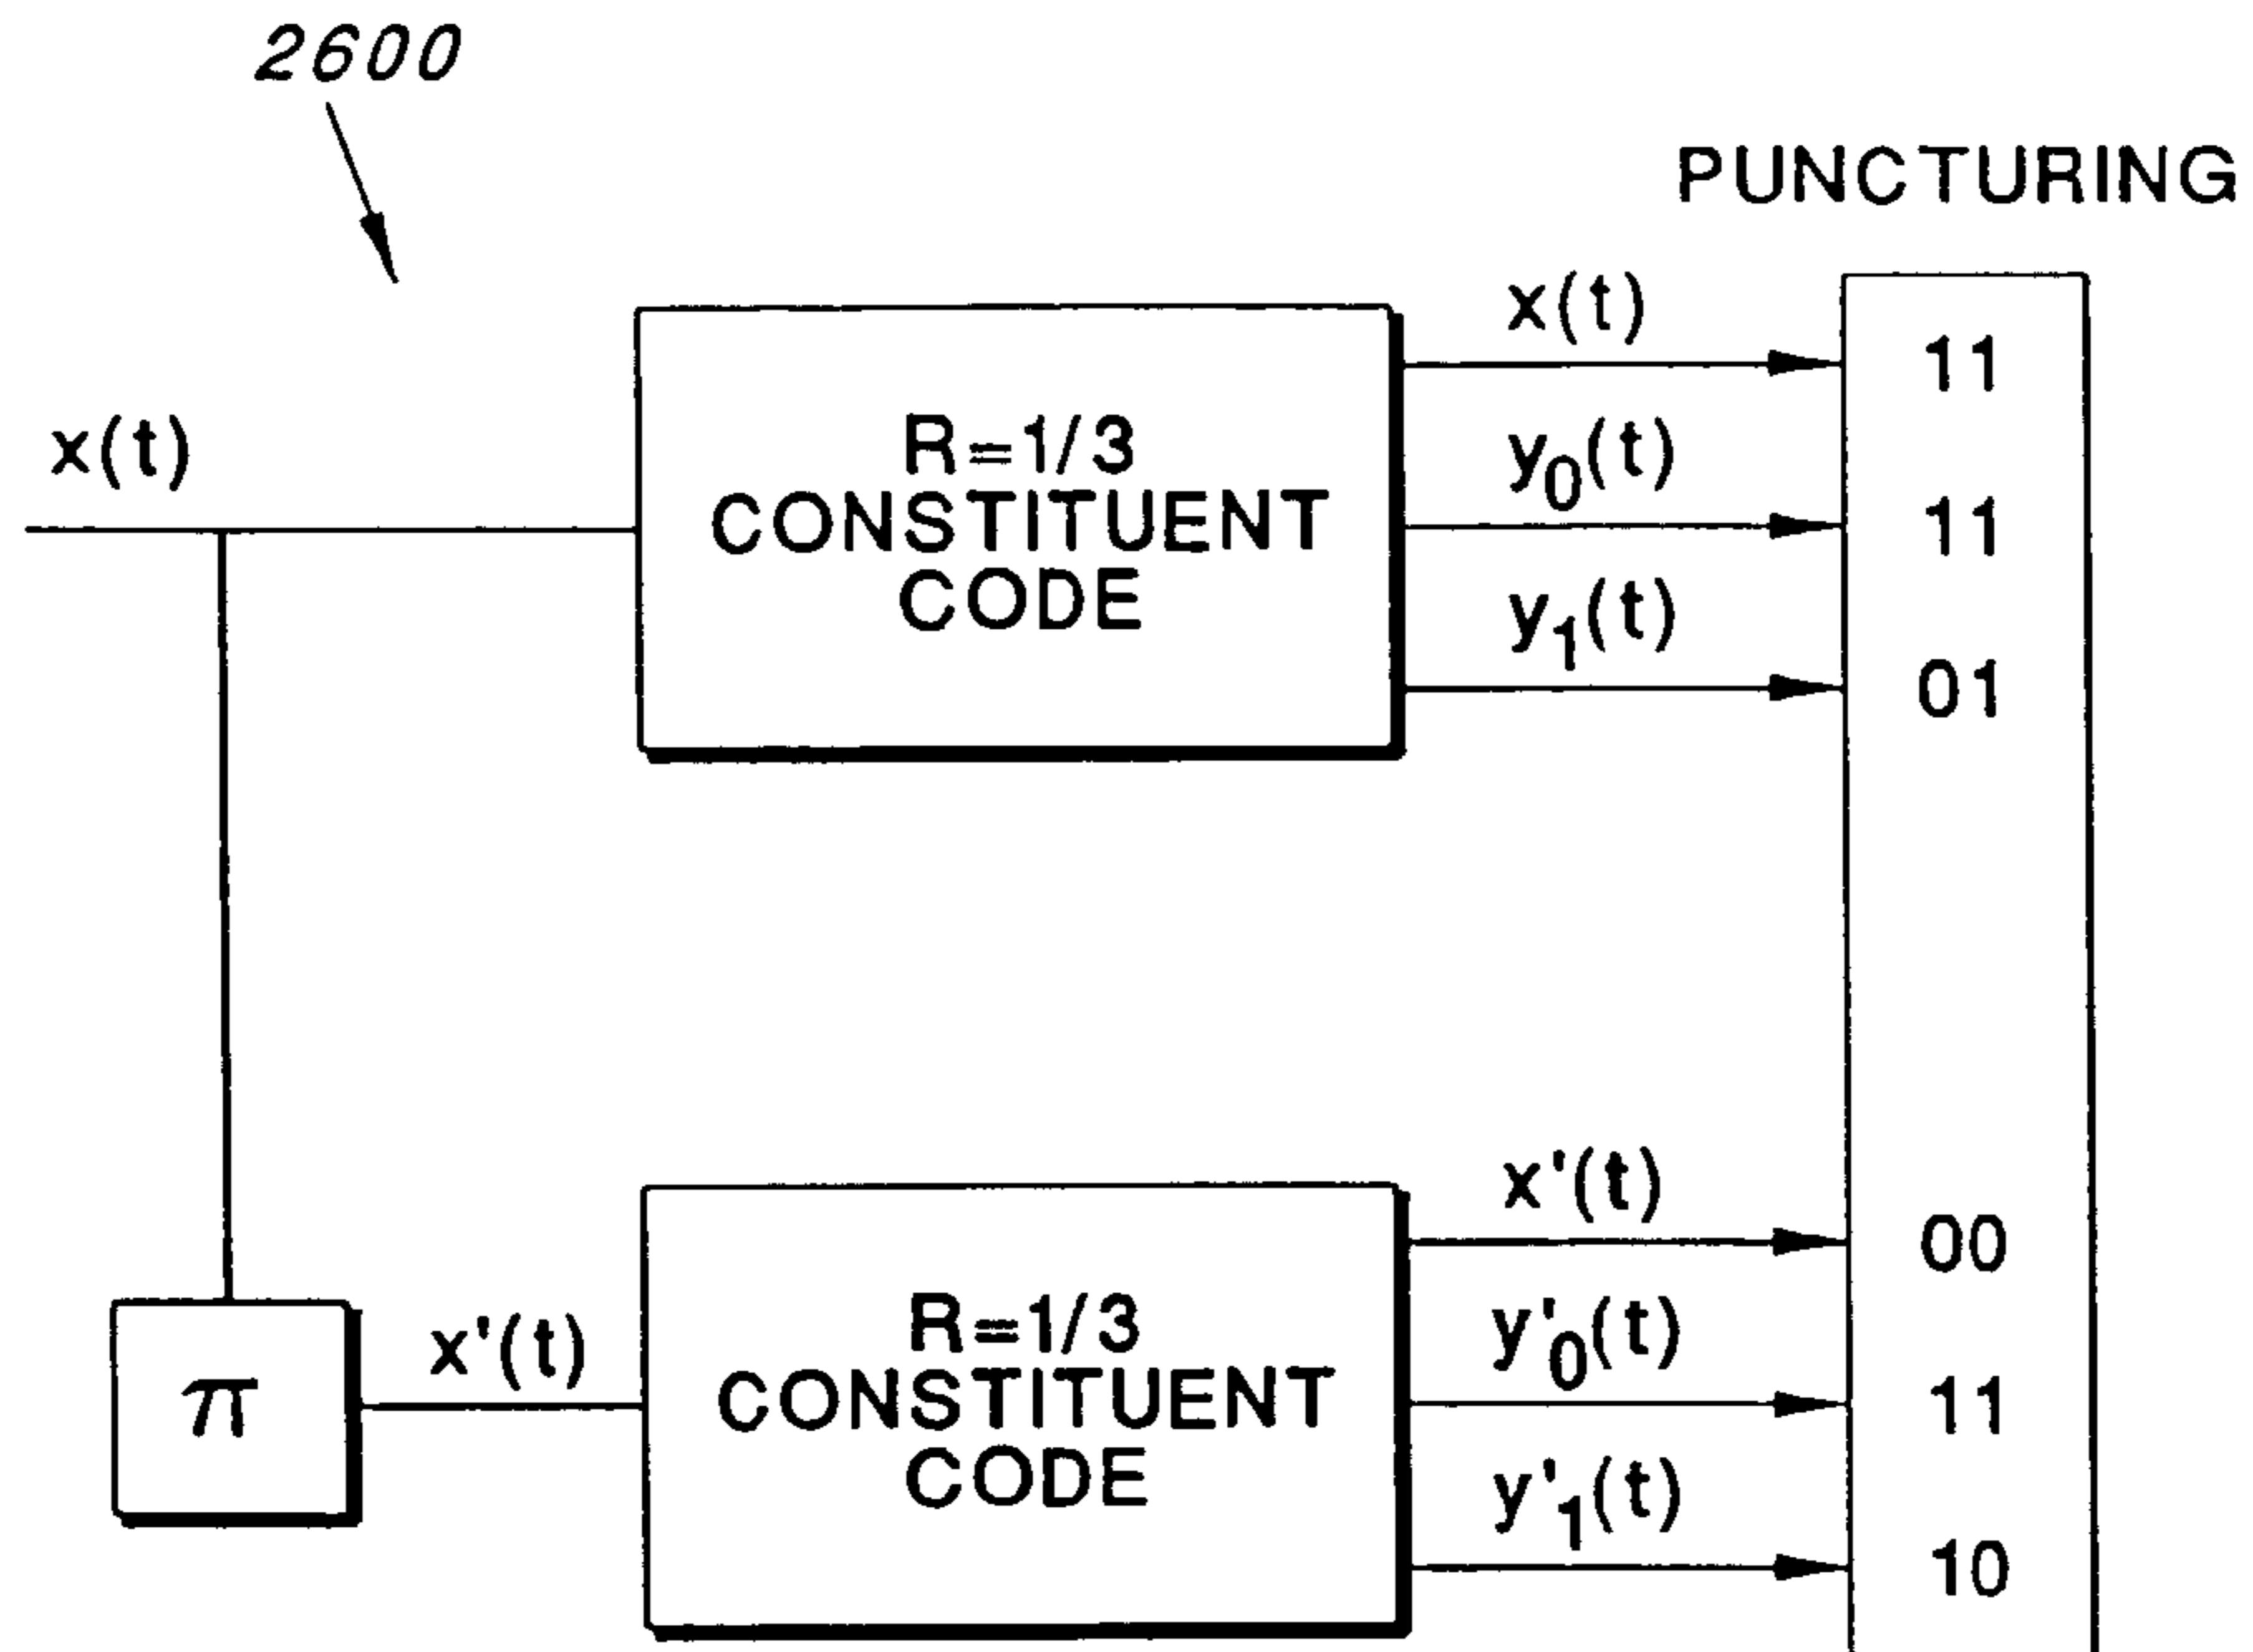 2600
PUNCTURING
x(t)
R=1/3
CONSTITUENT
CODE
x(t)
11
y₀(t)
11
y₁(t)
01
π
x'(t)
R=1/3
CONSTITUENT
CODE
x'(t)
00
y'₀(t)
11
y'₁(t)
10